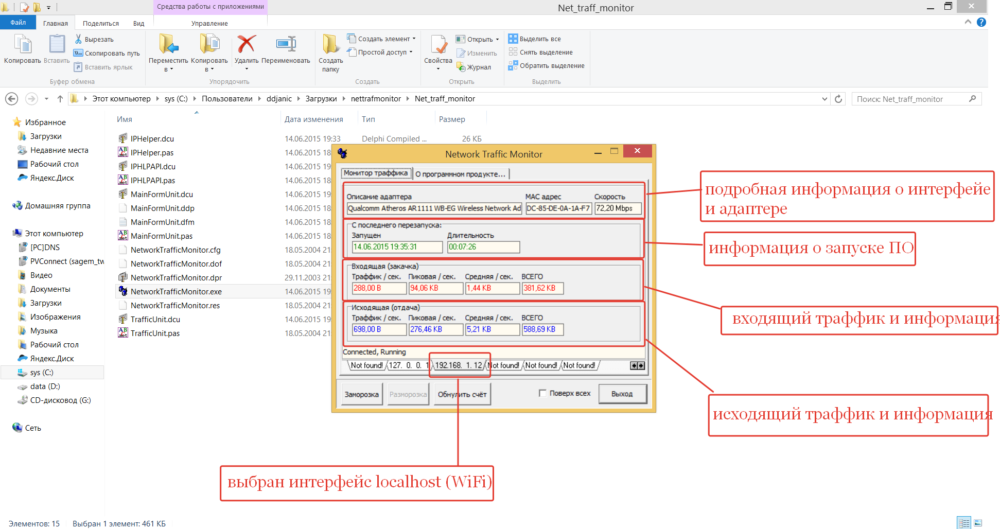 Средства работы с приложениями
Net_traff_monitor
Файл
Главная
Поделиться
Вид
Управление
Копировать
Вставить
Вырезать
Скопировать путь
Вставить ярлык
Буфер обмена
Переместить в
Копировать в
Удалить
Переименовать
Упорядочить
Создать папку
Создать элемент
Простой доступ
Создать
Свойства
Открыть
Изменить
Журнал
Открыть
Выделить все
Снять выделение
Обратить выделение
Выделить
Этот компьютер
sys (C:)
Пользователи
ddjanic
Загрузки
nettrafmonitor
Net_traff_monitor
Поиск: Net_traff_monitor
Избранное
Загрузки
Недавние места
Рабочий стол
Яндекс.Диск
Домашняя группа
Этот компьютер
[PC]DNS
PVConnect (sagem_tw
Видео
Документы
Загрузки
Изображения
Музыка
Рабочий стол
Яндекс.Диск
sys (C:)
data (D:)
CD-дисковод (G:)
Сеть
Имя
Дата изменения
Тип
Размер
IPHelper.dcu 14.06.2015 19:33 Delphi Compiled ... 26 КБ
IPHelper.pas 14.06.2015 18
IPHLPAPI.dcu 14.06.2015 19
IPHLPAPI.pas 14.06.2015 18
MainFormUnit.dcu 14.06.2015 19
MainFormUnit.ddp 14.06.2015 18
MainFormUnit.dfm 14.06.2015 18
MainFormUnit.pas 14.06.2015 18
NetworkTrafficMonitor.cfg 18.05.2004 21
NetworkTrafficMonitor.dof 18.05.2004 21
NetworkTrafficMonitor.dpr 29.11.2003 23
NetworkTrafficMonitor.exe 14.06.2015 19
NetworkTrafficMonitor.res 18.05.2004 21
TrafficUnit.dcu 14.06.2015 19
TrafficUnit.pas 18.05.2004 21
Network Traffic Monitor
Монитор траффика
О программном продукте...
Описание адаптера
MAC адрес
Скорость
Qualcomm Atheros AR1111 WB-EG Wireless Network Ad
DC-85-DE-0A-1A-F7
72,20 Mbps
С последнего перезапуска:
Запущен
Длительность
14.06.2015 19:35:31
00:07:26
Входящая (закачка)
Траффик / сек. Пиковая / сек. Средняя / сек. ВСЕГО
288,00 B 94,06 KB 1,44 KB 381,62 KB
Исходящая (отдача)
Траффик / сек. Пиковая / сек. Средняя / сек. ВСЕГО
698,00 B 276,46 KB 5,21 KB 588,69 KB
Connected, Running
Not found! 127. 0. 0. 1 192.168. 1. 12 Not found! Not found! Not found!
Заморозка
Разморозка
Обнулить счёт
Поверх всех
Выход
подробная информация о интерфейе
и адаптере
информация о запуске ПО
входящий траффик и информация
исходящий траффик и информация
выбран интерфейс localhost (WiFi)
Элементов: 15
Выбран 1 элемент: 461 КБ